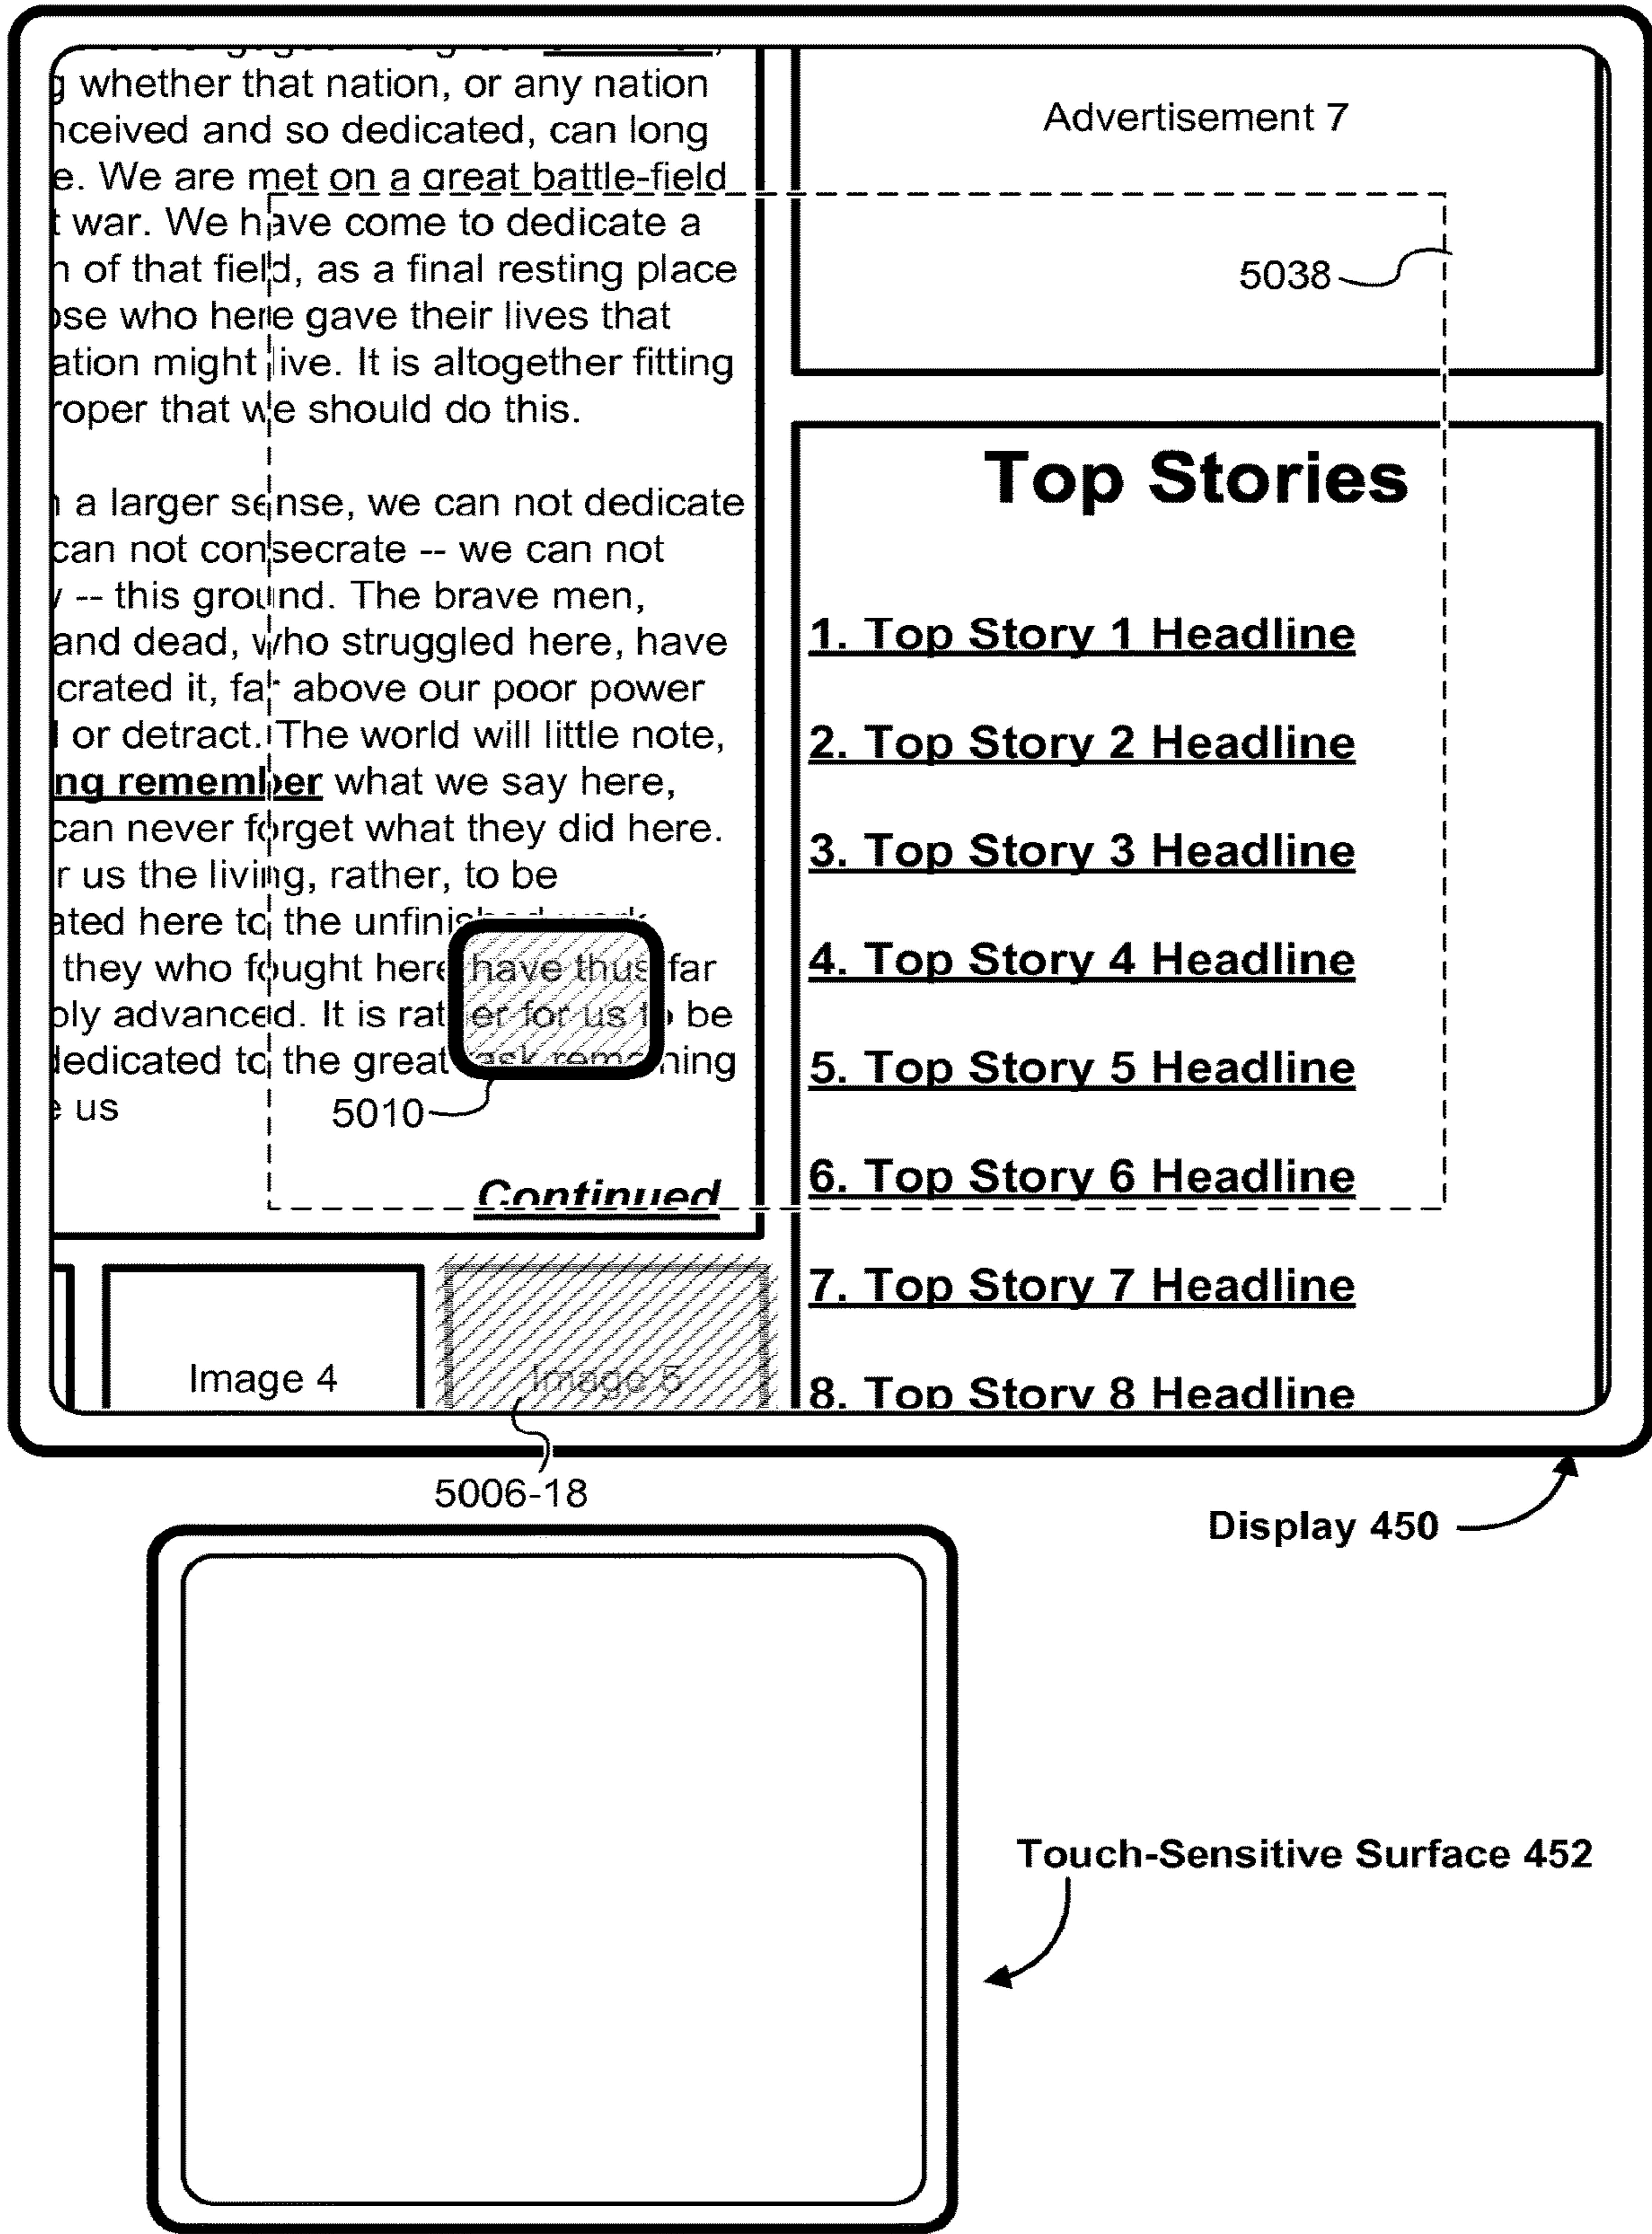 g whether that nation, or any nation
nceived and so dedicated, can long
e. We are met on a great battle-field
t war. We have come to dedicate a
n of that field, as a final resting place
ose who here gave their lives that
ation might live. It is altogether fitting
roper that we should do this.
n a larger sense, we can not dedicate
can not consecrate -- we can not
w -- this ground. The brave men,
and dead, who struggled here, have
crated it, far above our poor power
d or detract. The world will little note,
ng remember what we say here,
can never forget what they did here.
r us the living, rather, to be
ated here to the unfinished work
they who fought here have thus far
bly advanced. It is rather for us to be
dedicated to the great task remaining
e us
5010
Continued
Image 4
Image 5
5006-18
Advertisement 7
5038
Top Stories
1. Top Story 1 Headline
2. Top Story 2 Headline
3. Top Story 3 Headline
4. Top Story 4 Headline
5. Top Story 5 Headline
6. Top Story 6 Headline
7. Top Story 7 Headline
8. Top Story 8 Headline
Display 450
Touch-Sensitive Surface 452